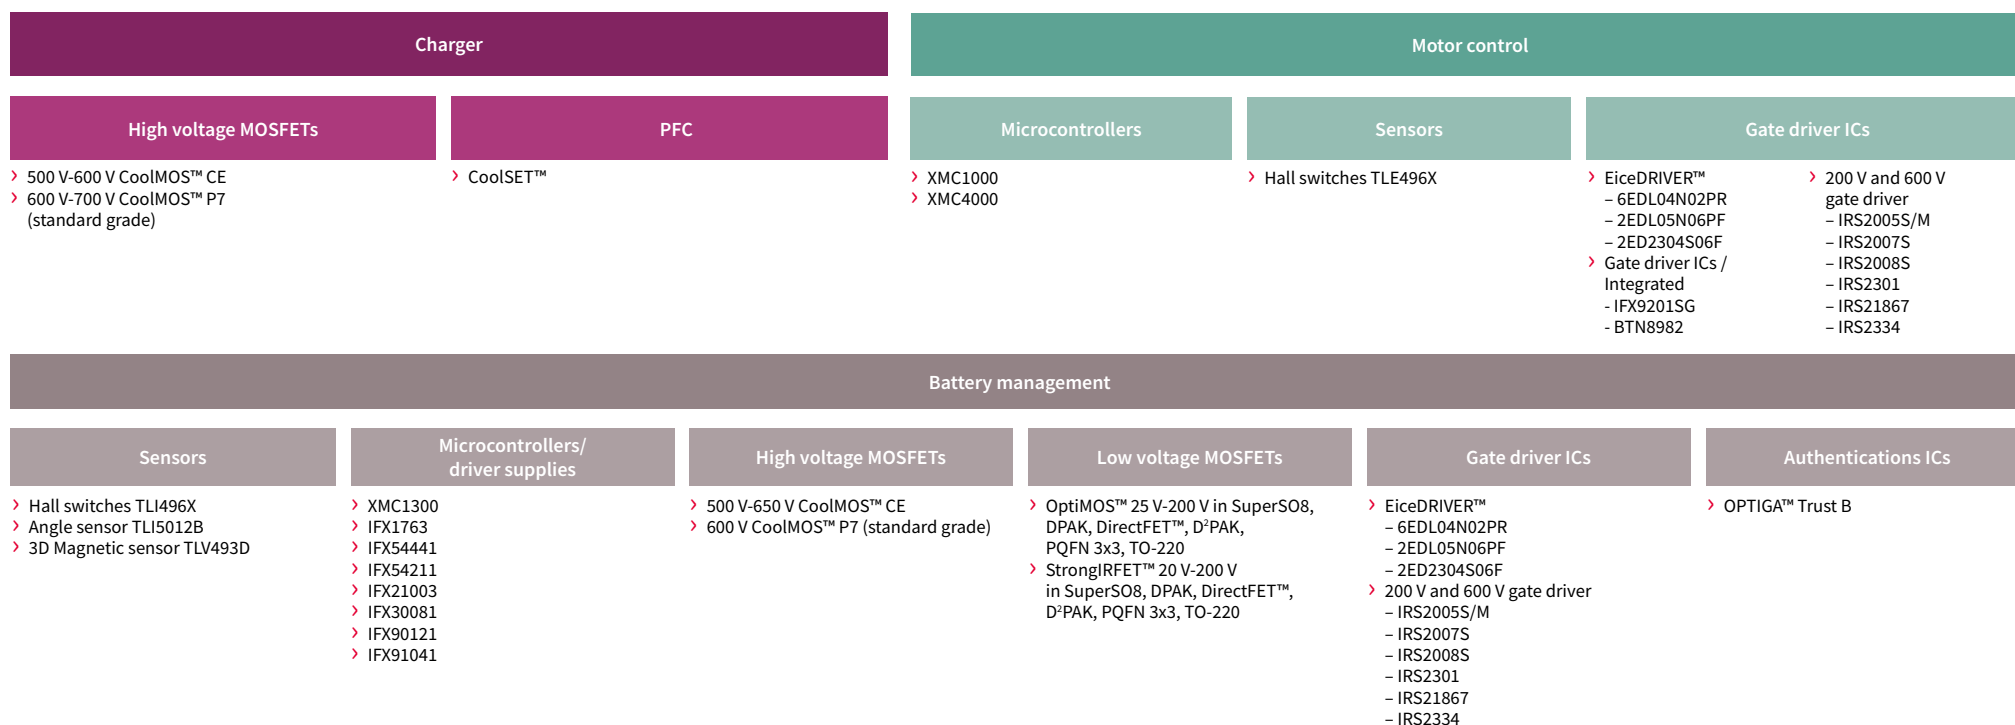 Charger
Motor control
High voltage MOSFETs
PFC
Microcontrollers
Sensors
Gate driver ICs
› 500 V-600 V CoolMOS™ CE
› 600 V-700 V CoolMOS™ P7
(standard grade)
› CoolSET™
› XMC1000
› XMC4000
› Hall switches TLE496X
› EiceDRIVER™
– 6EDL04N02PR
– 2EDL05N06PF
– 2ED2304S06F
› Gate driver ICs /
Integrated
- IFX9201SG
- BTN8982
› 200 V and 600 V
gate driver
– IRS2005S/M
– IRS2007S
– IRS2008S
– IRS2301
– IRS21867
– IRS2334
Battery management
Sensors
Microcontrollers/
driver supplies
High voltage MOSFETs
Low voltage MOSFETs
Gate driver ICs
Authentications ICs
› Hall switches TLI496X
› Angle sensor TLI5012B
› 3D Magnetic sensor TLV493D
› XMC1300
› IFX1763
› IFX54441
› IFX54211
› IFX21003
› IFX30081
› IFX90121
› IFX91041
› 500 V-650 V CoolMOS™ CE
› 600 V CoolMOS™ P7 (standard grade)
› OptiMOS™ 25 V-200 V in SuperSO8,
DPAK, DirectFET™, D²PAK,
PQFN 3x3, TO-220
› StrongIRFET™ 20 V-200 V
in SuperSO8, DPAK, DirectFET™,
D²PAK, PQFN 3x3, TO-220
› EiceDRIVER™
– 6EDL04N02PR
– 2EDL05N06PF
– 2ED2304S06F
› 200 V and 600 V gate driver
– IRS2005S/M
– IRS2007S
– IRS2008S
– IRS2301
– IRS21867
– IRS2334
› OPTIGA™ Trust B